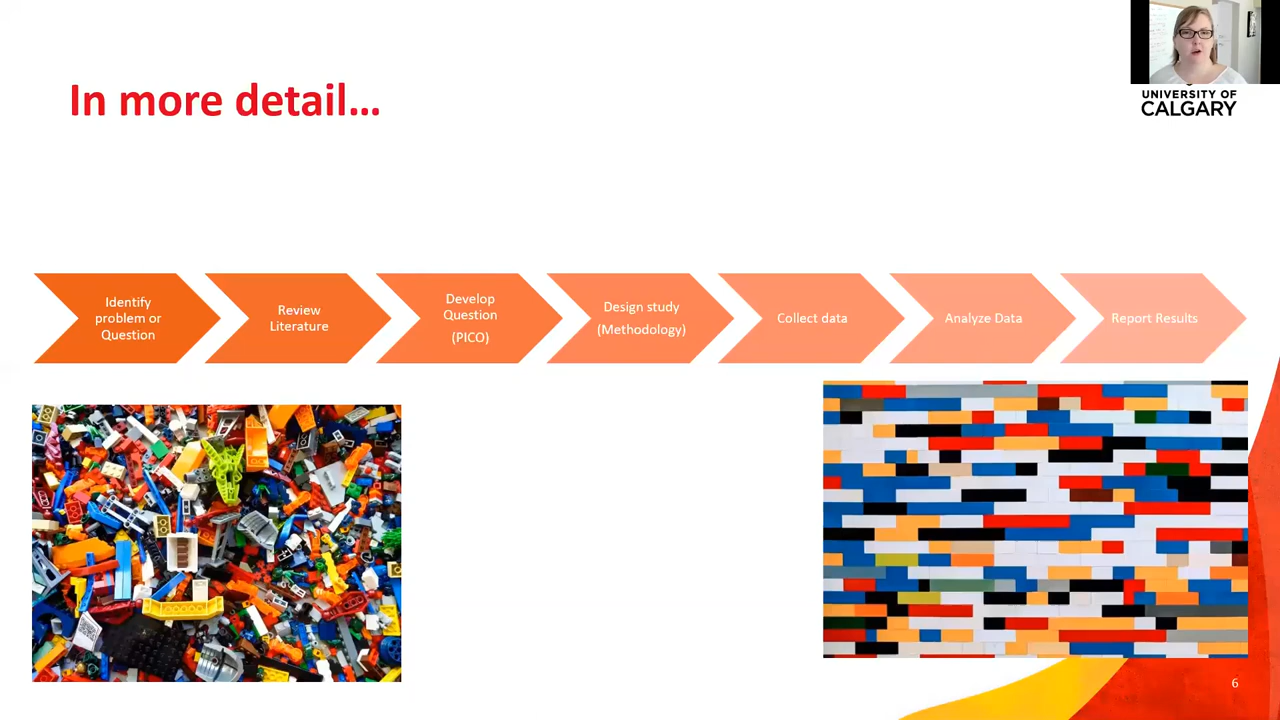 In more detail…
UNIVERSITY OF
CALGARY
Identify
problem or
Question
Review
Literature
Develop
Question
(PICO)
Design study
(Methodology)
Collect data
Analyze Data
Report Results
6